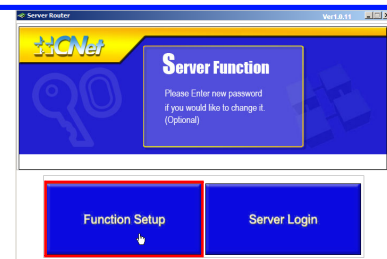 Server Router
Ver1.0.11
CNet
Server Function
Please Enter new password
if you would like to change it.
(Optional)
Function Setup
Server Login